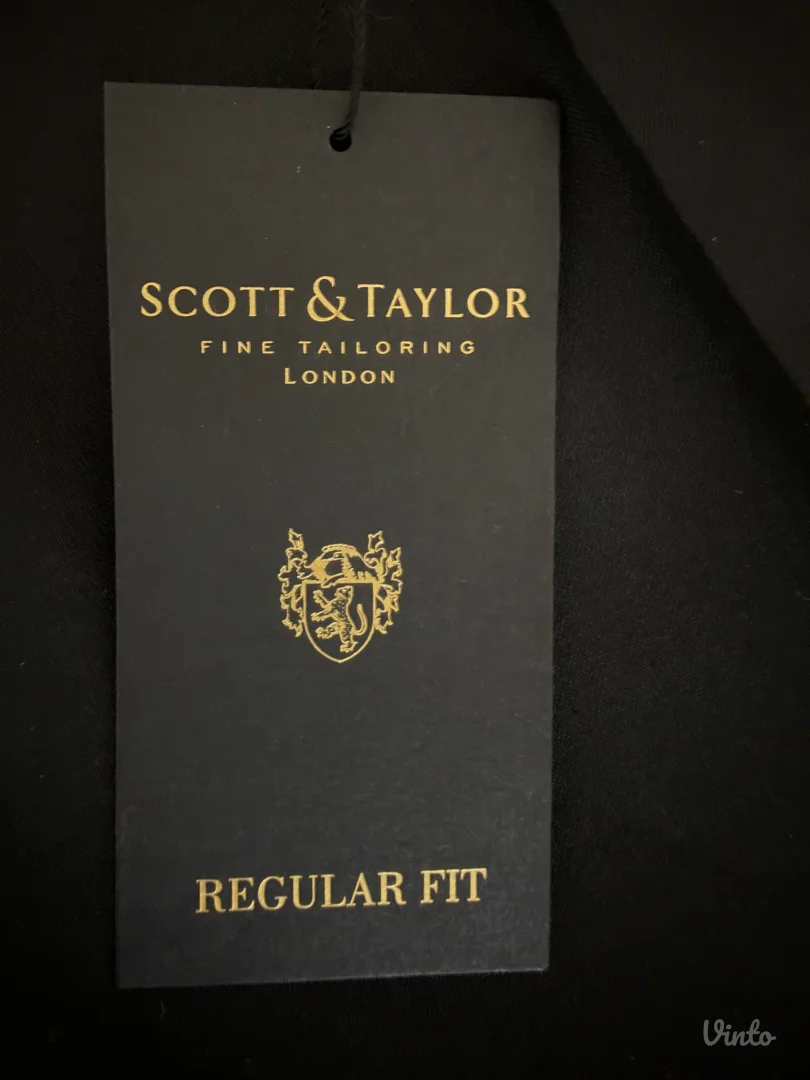 SCOTT & TAYLOR
FINE TAILORING
LONDON
REGULAR FIT
Vinto